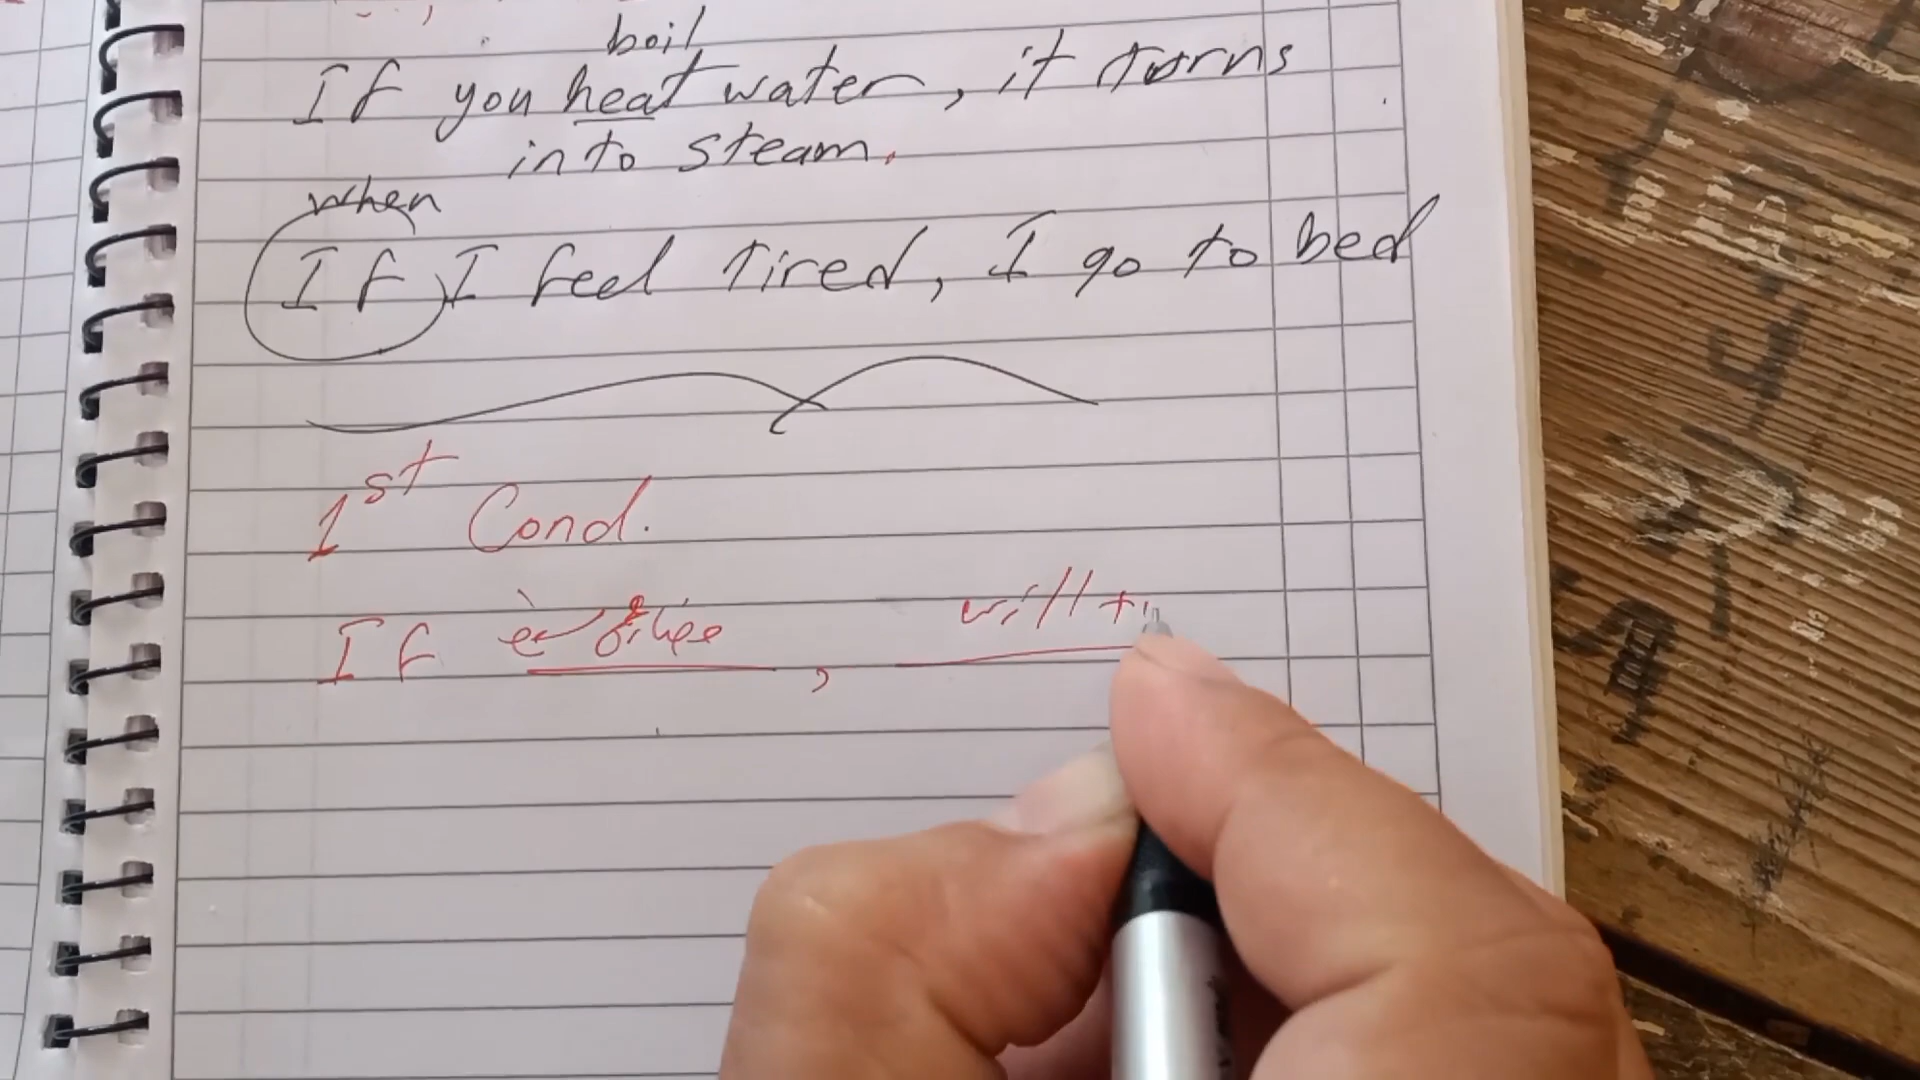 boil
If you heat water, it turns
into steam.
when
If I feel tired, I go to bed
1st Cond.
If , will +